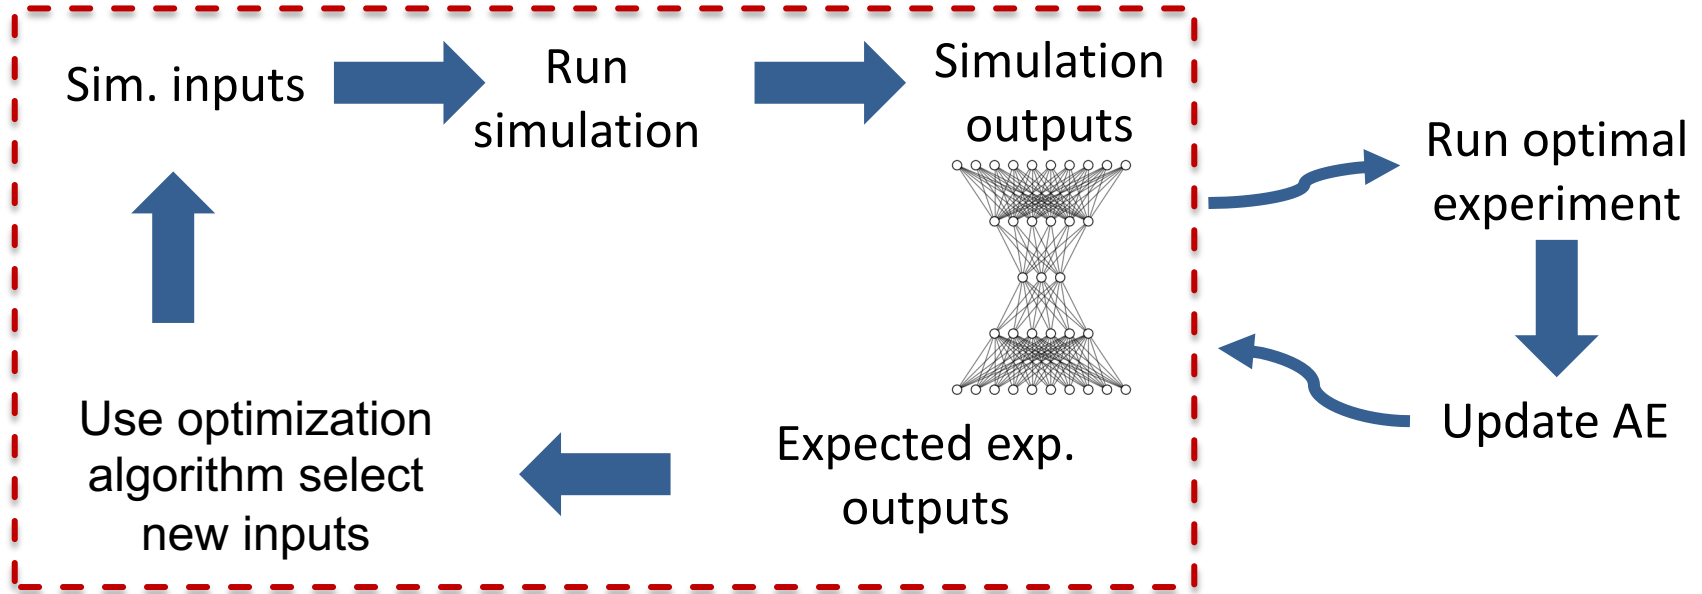 Sim. inputs
Run
simulation
Simulation
outputs
Run optimal
experiment
Update AE
Expected exp.
outputs
Use optimization
algorithm select
new inputs